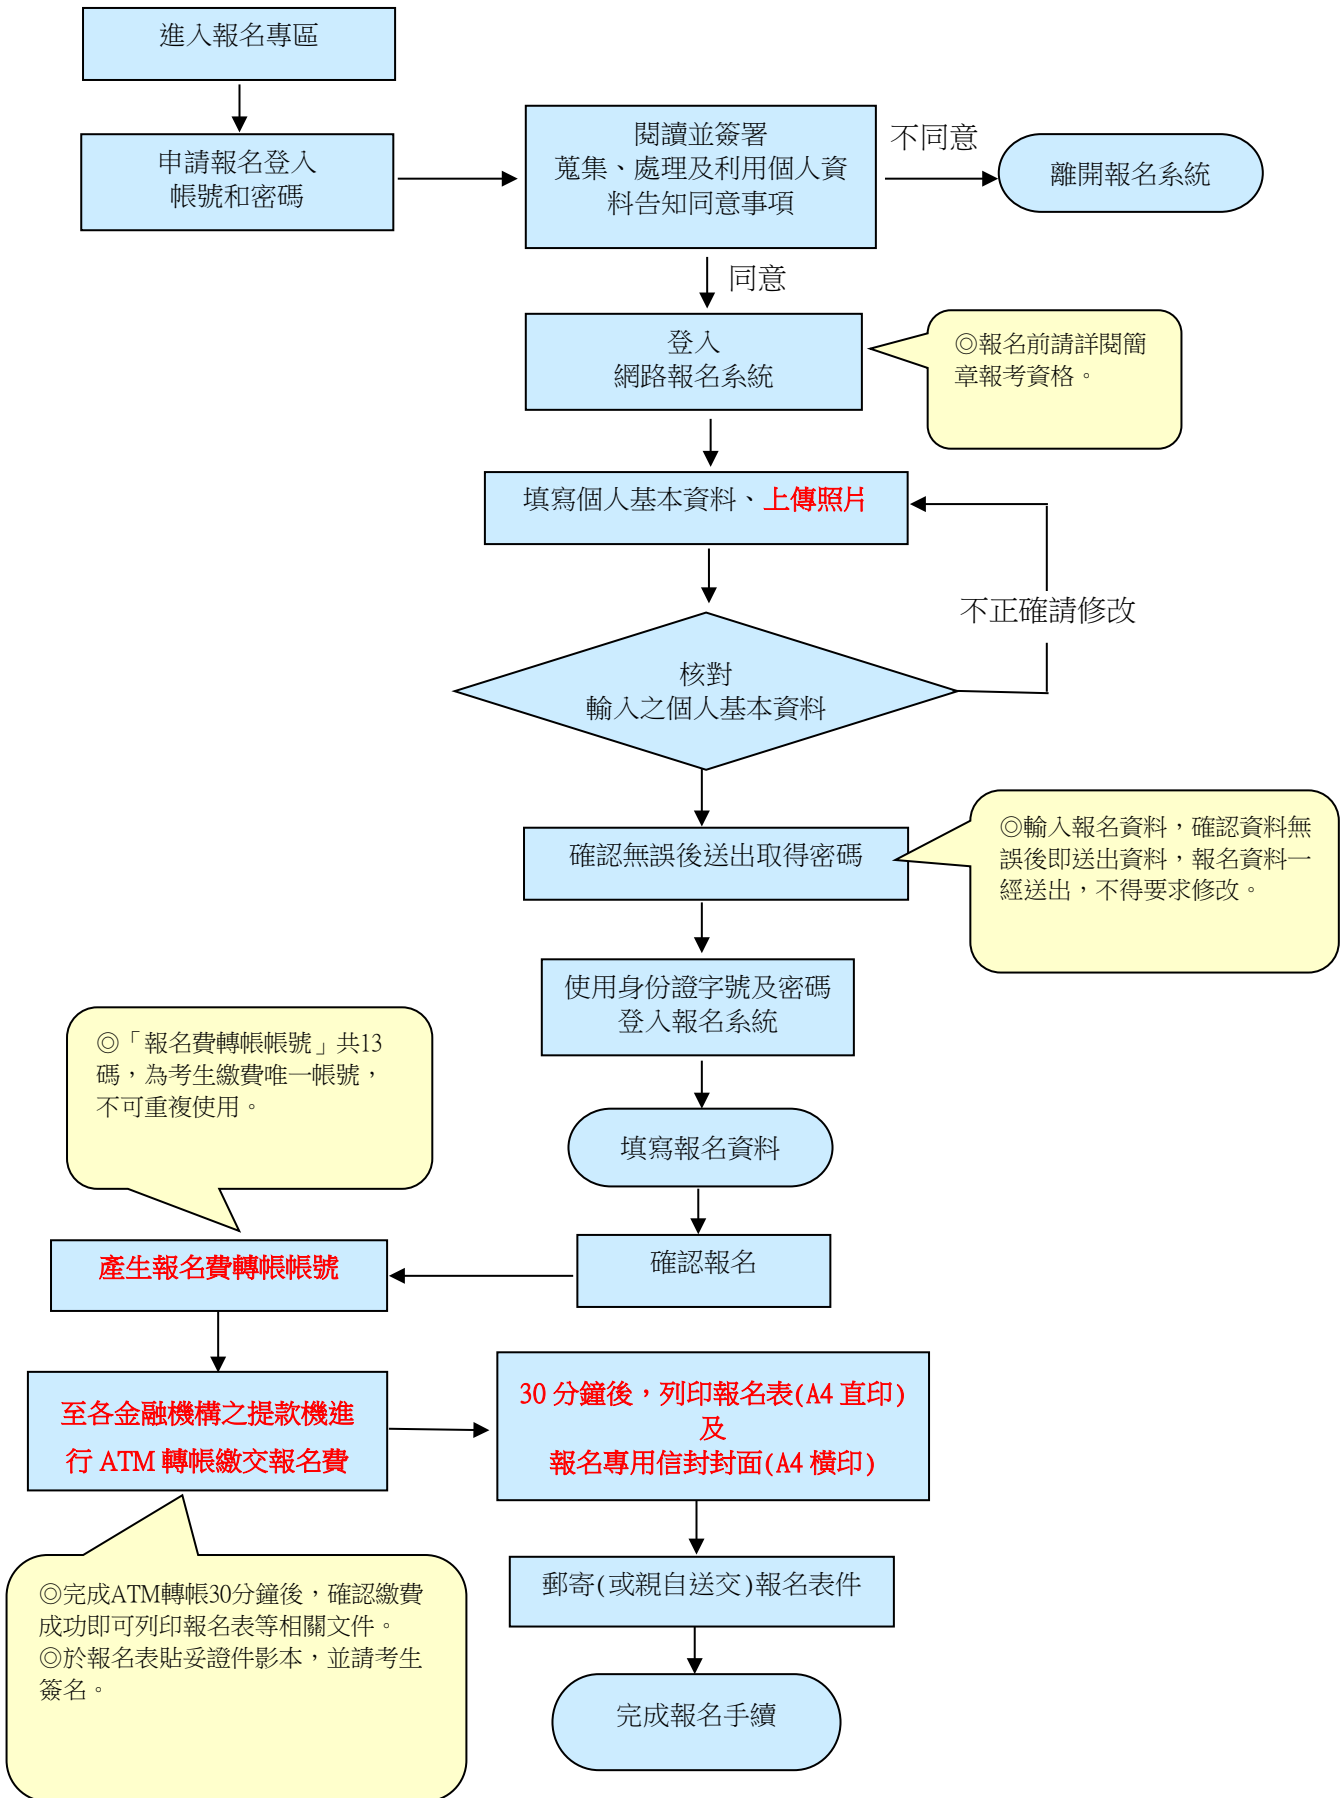 進入報名專區
申請報名登入
帳號和密碼
閱讀並簽署
蒐集、處理及利用個人資
料告知同意事項
不同意
離開報名系統
同意
登入
網路報名系統
◎報名前請詳閱簡
章報考資格。
填寫個人基本資料、上傳照片
不正確請修改
核對
輸入之個人基本資料
確認無誤後送出取得密碼
◎輸入報名資料，確認資料無
誤後即送出資料，報名資料一
經送出，不得要求修改。
使用身份證字號及密碼
登入報名系統
◎「報名費轉帳帳號」共13
碼，為考生繳費唯一帳號，
不可重複使用。
填寫報名資料
確認報名
產生報名費轉帳帳號
至各金融機構之提款機進
行 ATM 轉帳繳交報名費
30 分鐘後，列印報名表(A4 直印)
及
報名專用信封封面(A4 橫印)
◎完成ATM轉帳30分鐘後，確認繳費
成功即可列印報名表等相關文件。
◎於報名表貼妥證件影本，並請考生
簽名。
郵寄(或親自送交)報名表件
完成報名手續